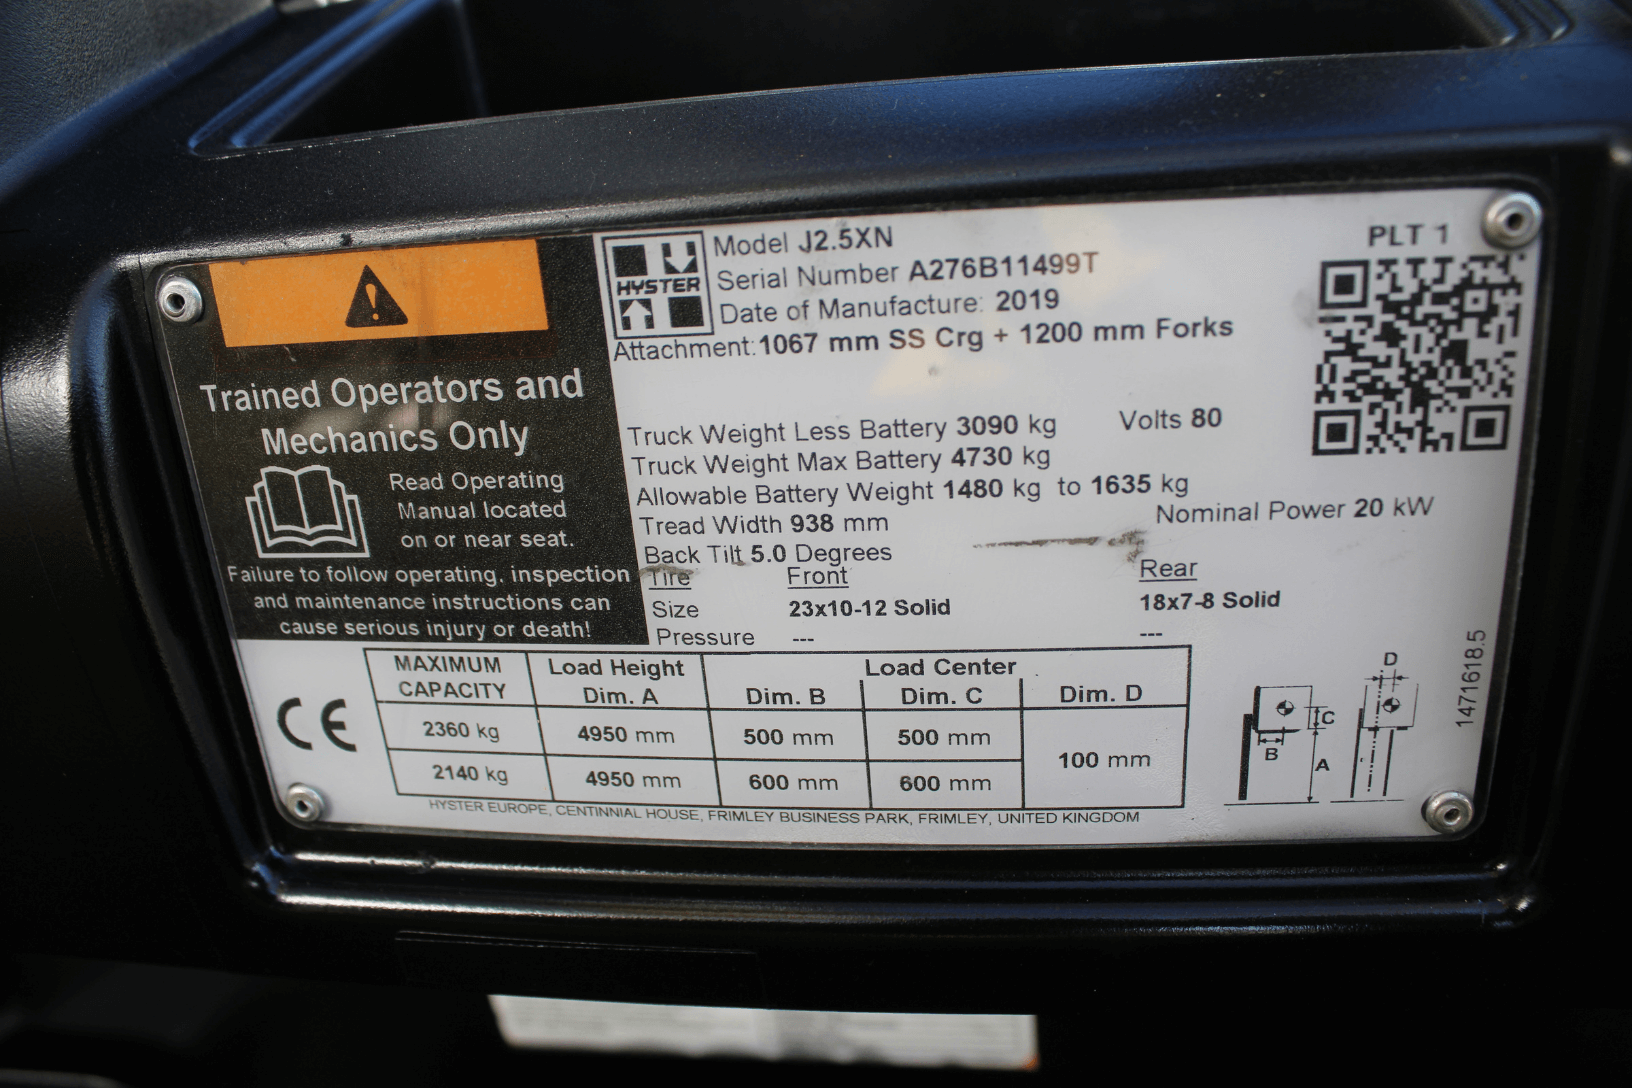 Trained Operators and
Mechanics Only
Read Operating
Manual located
on or near seat.
Failure to follow operating, inspection
and maintenance instructions can
cause serious injury or death!
HYSTER
Model J2.5XN
Serial Number A276B11499T
Date of Manufacture: 2019
Attachment: 1067 mm SS Crg + 1200 mm Forks
PLT 1
Truck Weight Less Battery 3090 kg Volts 80
Truck Weight Max Battery 4730 kg
Allowable Battery Weight 1480 kg to 1635 kg
Tread Width 938 mm Nominal Power 20 kW
Back Tilt 5.0 Degrees
Tire Front Rear
Size 23x10-12 Solid 18x7-8 Solid
Pressure --- ---
MAXIMUM CAPACITY Load Height Dim. A Load Center
Dim. B Dim. C Dim. D
2360 kg 4950 mm 500 mm 500 mm 100 mm
2140 kg 4950 mm 600 mm 600 mm
CE
HYSTER EUROPE, CENTINNIAL HOUSE, FRIMLEY BUSINESS PARK, FRIMLEY, UNITED KINGDOM
D
C
B
A
1471618.5